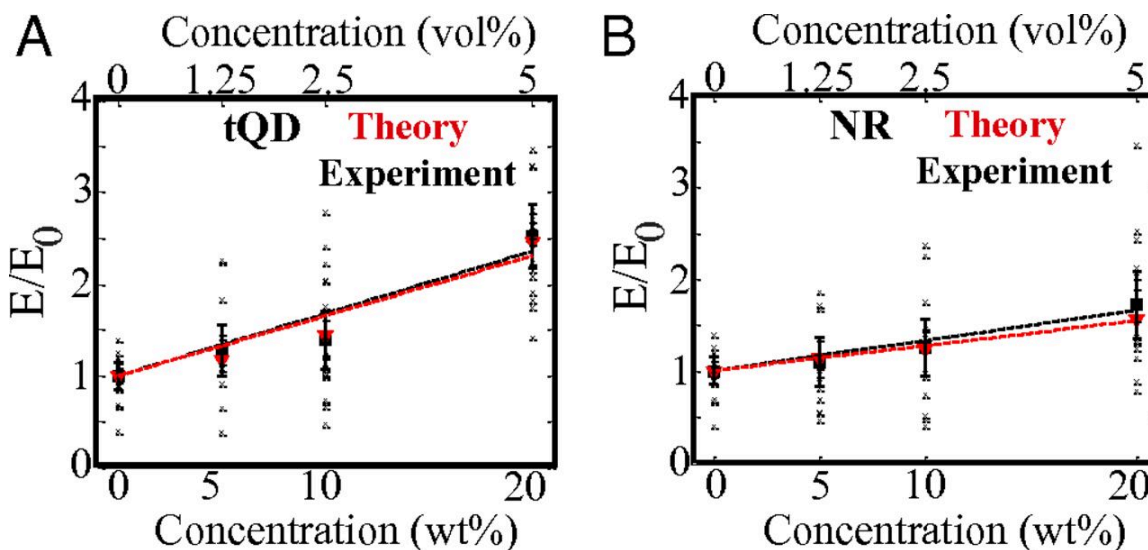 A
Concentration (vol%)
0 1.25 2.5 5
4
3
2
1
0
E/E0
tQD Theory
Experiment
0 5 10 20
Concentration (wt%)
B
Concentration (vol%)
0 1.25 2.5 5
4
3
2
1
0
E/E0
NR Theory
Experiment
0 5 10 20
Concentration (wt%)